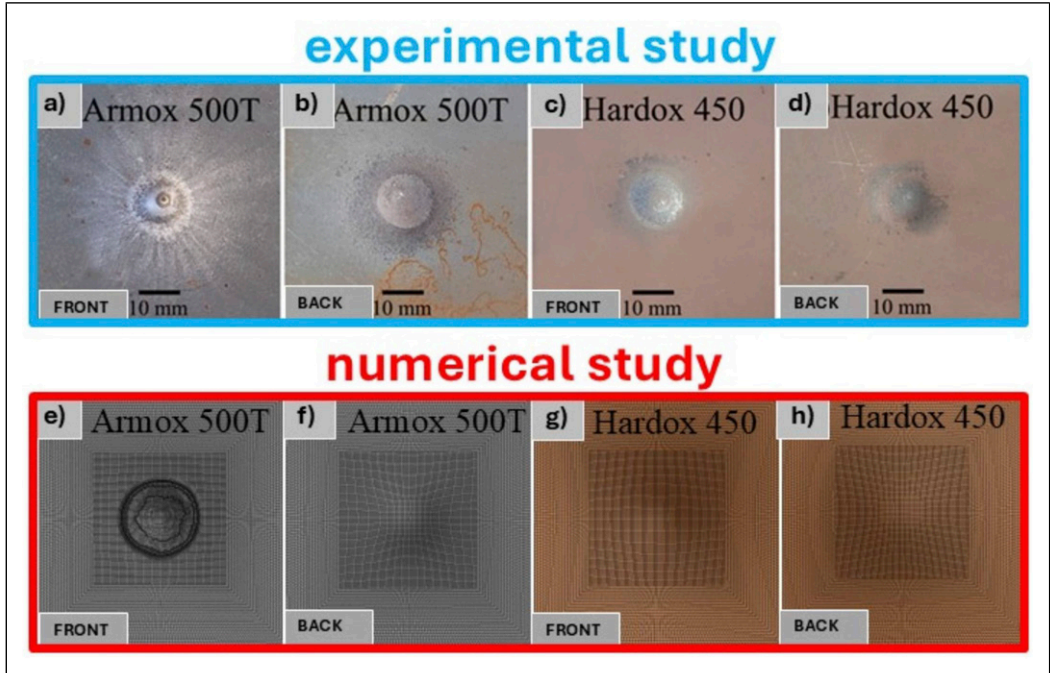 experimental study
a) Armox 500T
b) Armox 500T
c) Hardox 450
d) Hardox 450
FRONT 10 mm
BACK 10 mm
FRONT 10 mm
BACK 10 mm
numerical study
e) Armox 500T
f) Armox 500T
g) Hardox 450
h) Hardox 450
FRONT
BACK
FRONT
BACK